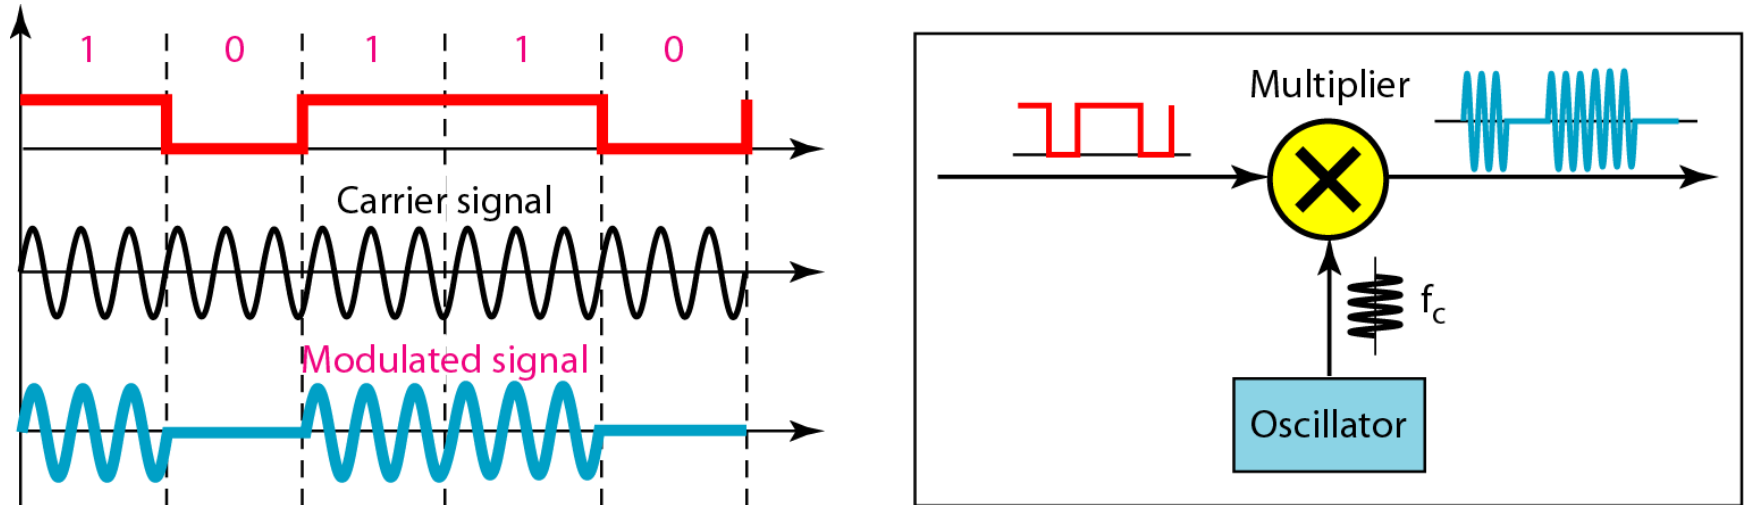 1 0 1 1 0
Carrier signal
Modulated signal
Multiplier
fc
Oscillator